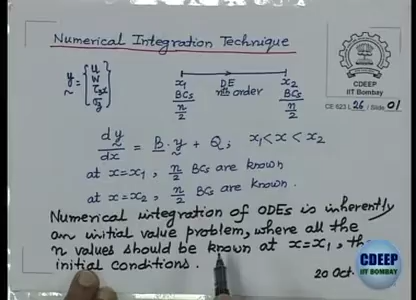 Numerical Integration Technique
y = { u w τsx σz }
x1 x2
BCs n/2 DE nth order BCs n/2
CDEEP
IIT Bombay
CE 623 L 26 / Slide 01
dy/dx = B . y + Q; x1 < x < x2
at x = x1, n/2 BCs are known
at x = x2, n/2 BCs are known.
Numerical integration of ODEs is inherently
an initial value problem, where all the
n values should be known at x = x1,
initial conditions.
20 Oct
CDEEP
IIT BOMBAY